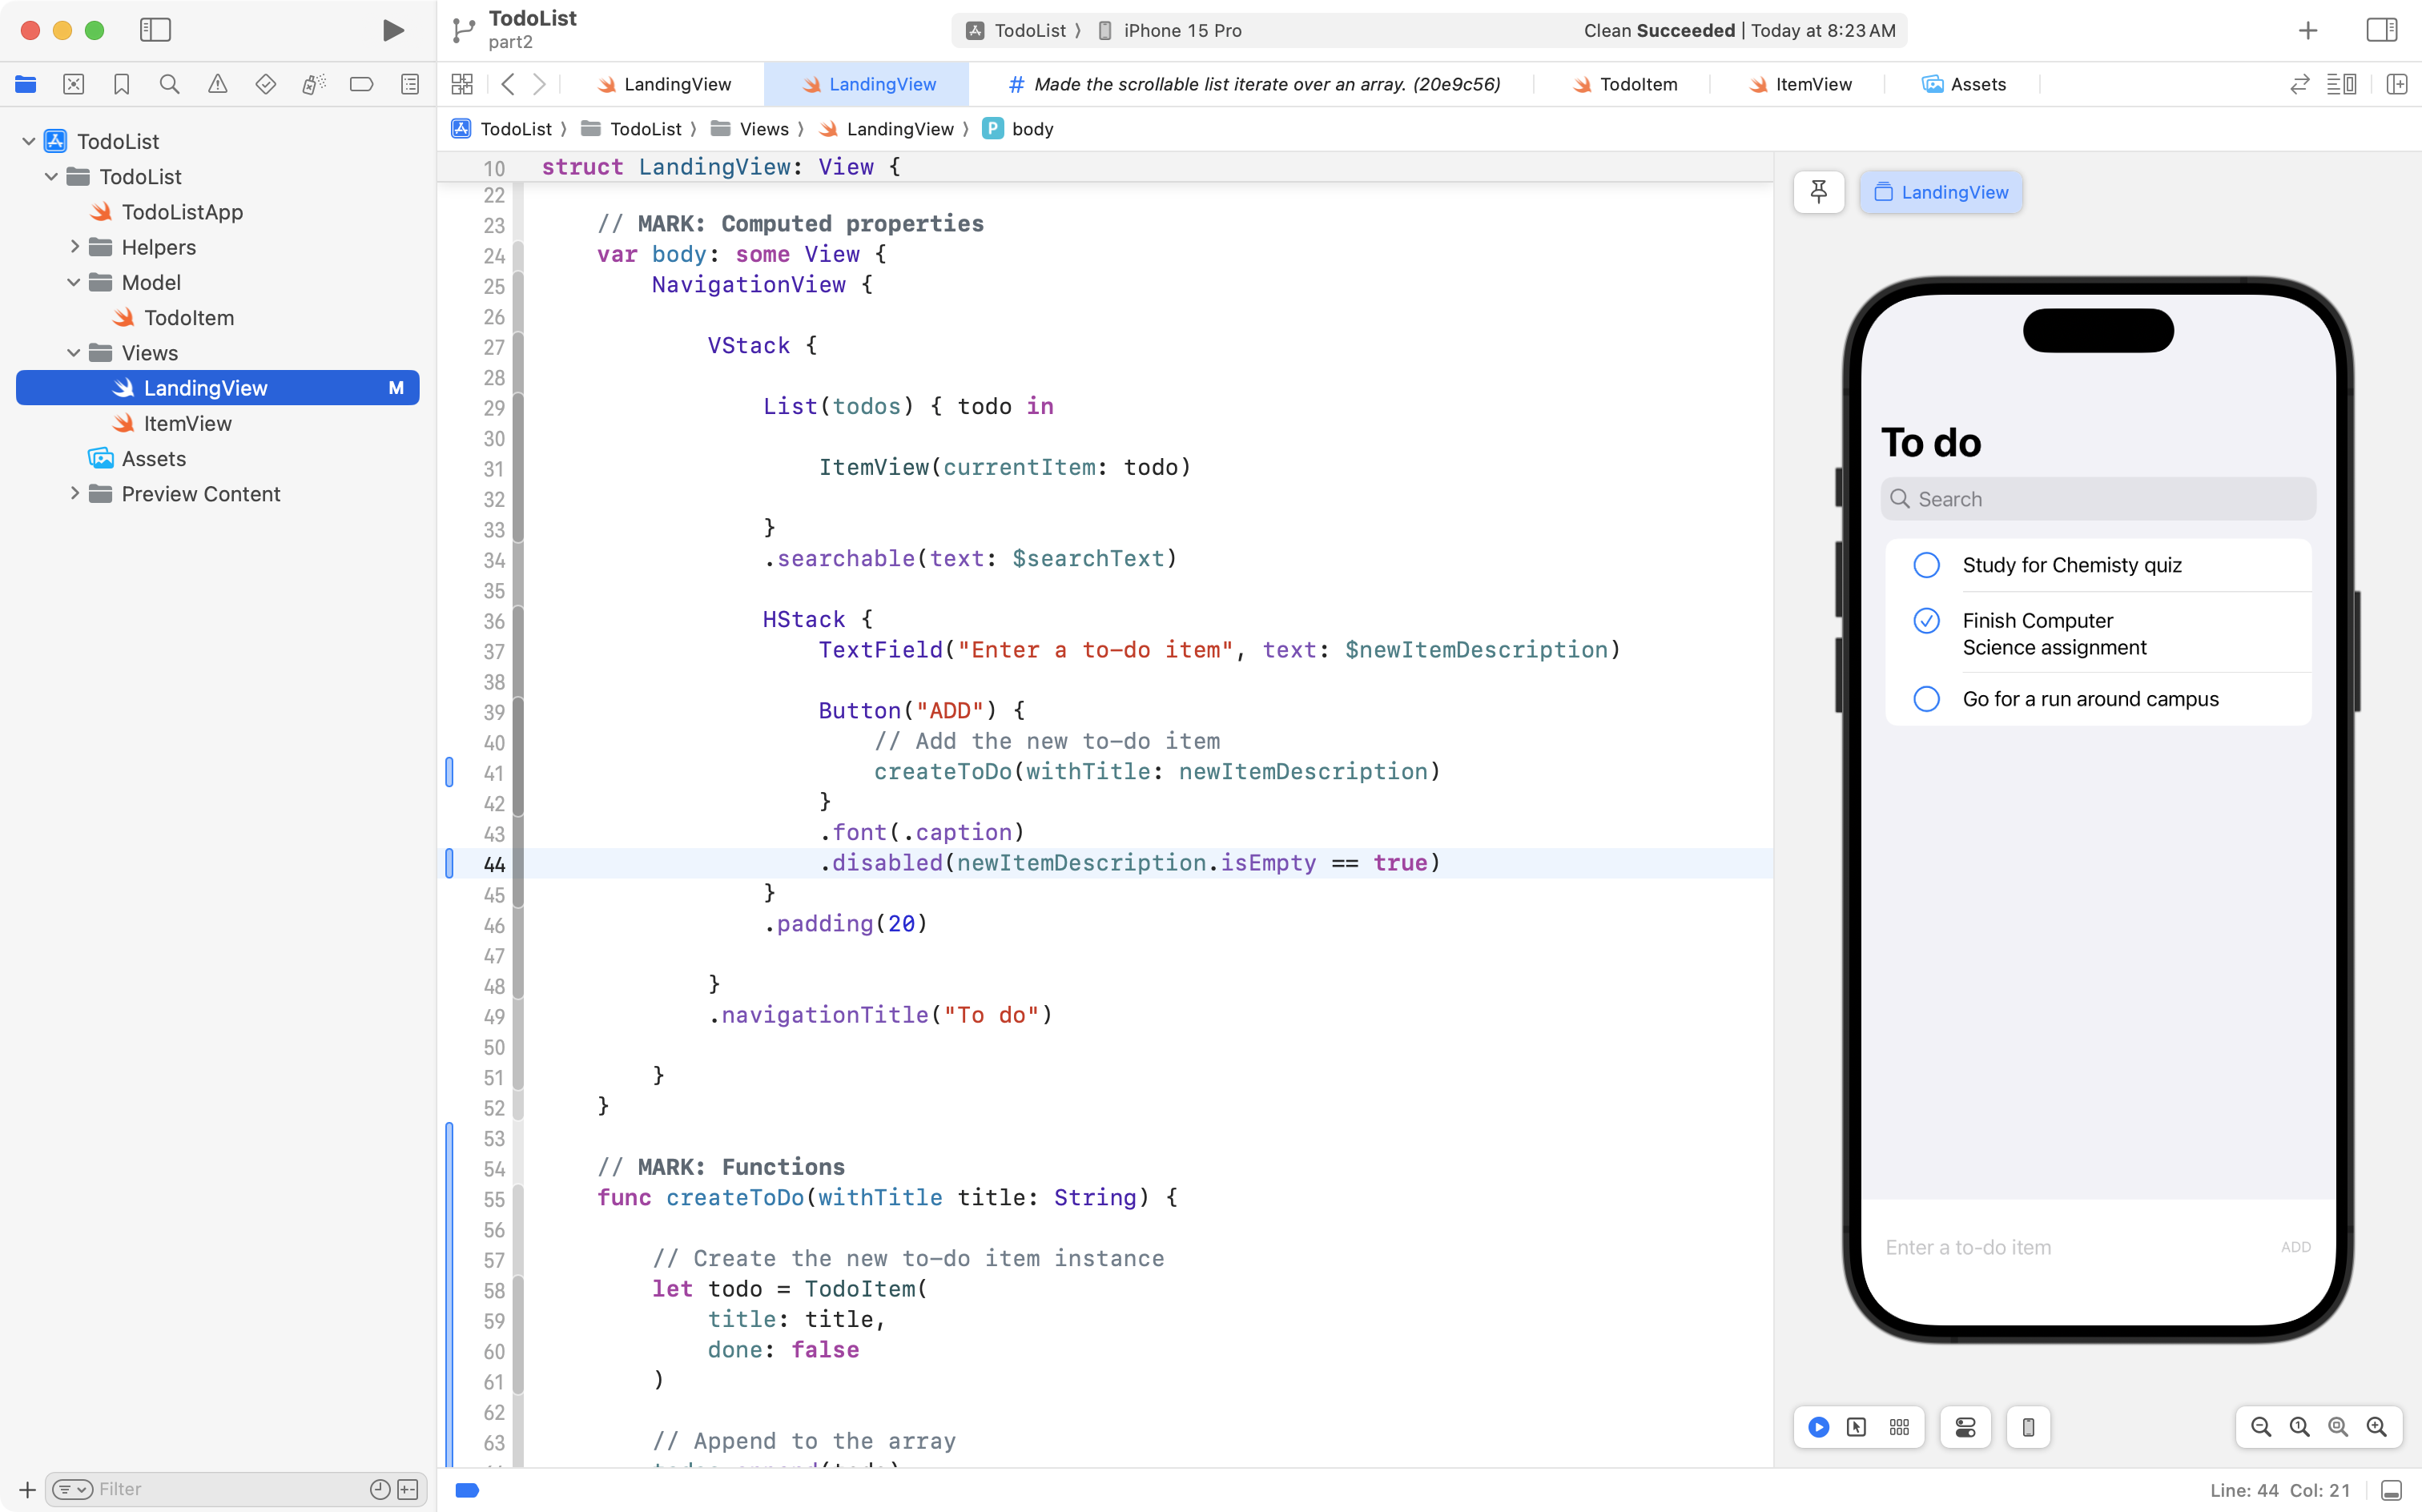 TodoList
part2
TodoList ⟩ iPhone 15 Pro
Clean Succeeded | Today at 8:23 AM
LandingView
LandingView
# Made the scrollable list iterate over an array. (20e9c56)
TodoItem
ItemView
Assets
TodoList ⟩ TodoList ⟩ Views ⟩ LandingView ⟩ P body
TodoList
TodoList
TodoListApp
Helpers
Model
TodoItem
Views
LandingView M
ItemView
Assets
Preview Content
Filter
10 struct LandingView: View {
22
23 // MARK: Computed properties
24 var body: some View {
25 NavigationView {
26
27 VStack {
28
29 List(todos) { todo in
30
31 ItemView(currentItem: todo)
32
33 }
34 .searchable(text: $searchText)
35
36 HStack {
37 TextField("Enter a to-do item", text: $newItemDescription)
38
39 Button("ADD") {
40 // Add the new to-do item
41 createToDo(withTitle: newItemDescription)
42 }
43 .font(.caption)
44 .disabled(newItemDescription.isEmpty == true)
45 }
46 .padding(20)
47
48 }
49 .navigationTitle("To do")
50
51 }
52 }
53
54 // MARK: Functions
55 func createToDo(withTitle title: String) {
56
57 // Create the new to-do item instance
58 let todo = TodoItem(
59 title: title,
60 done: false
61 )
62
63 // Append to the array
LandingView
To do
Search
Study for Chemisty quiz
Finish Computer
Science assignment
Go for a run around campus
Enter a to-do item
ADD
Line: 44 Col: 21